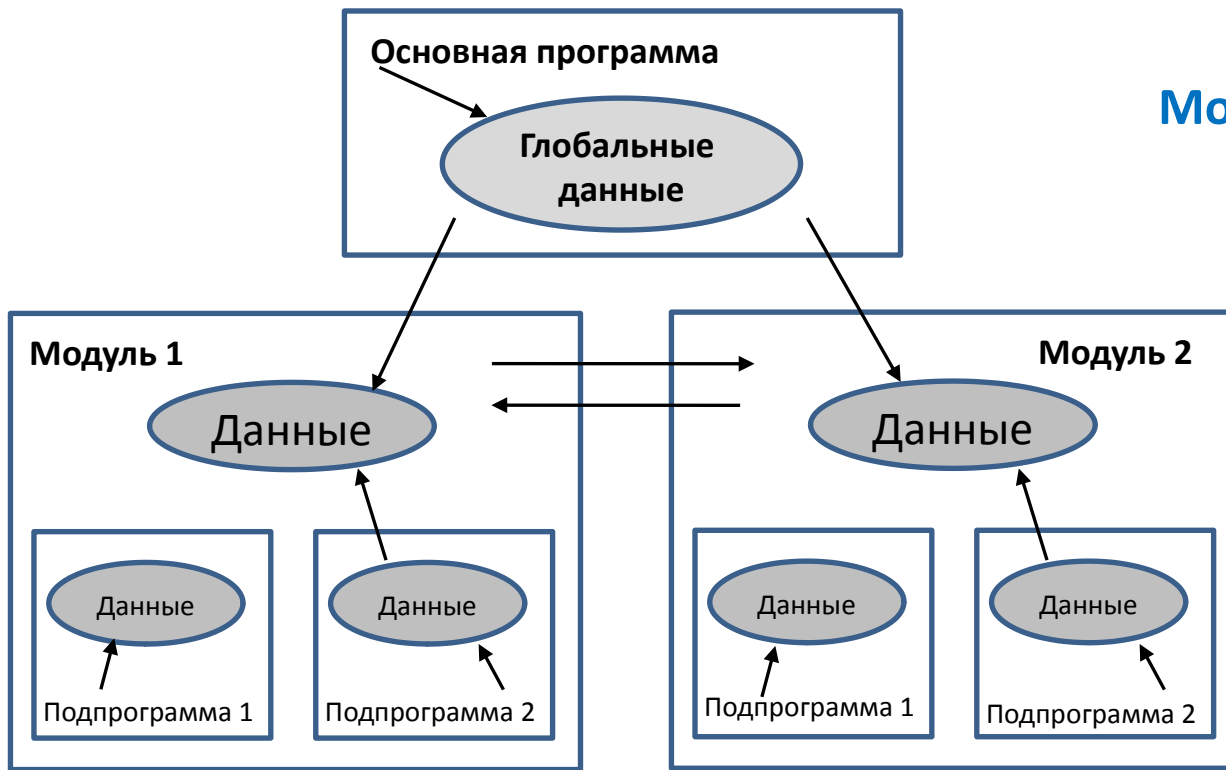 Основная программа
Мо
Глобальные
данные
Модуль 1
Модуль 2
Данные
Данные
Данные
Данные
Данные
Данные
Подпрограмма 1
Подпрограмма 2
Подпрограмма 1
Подпрограмма 2